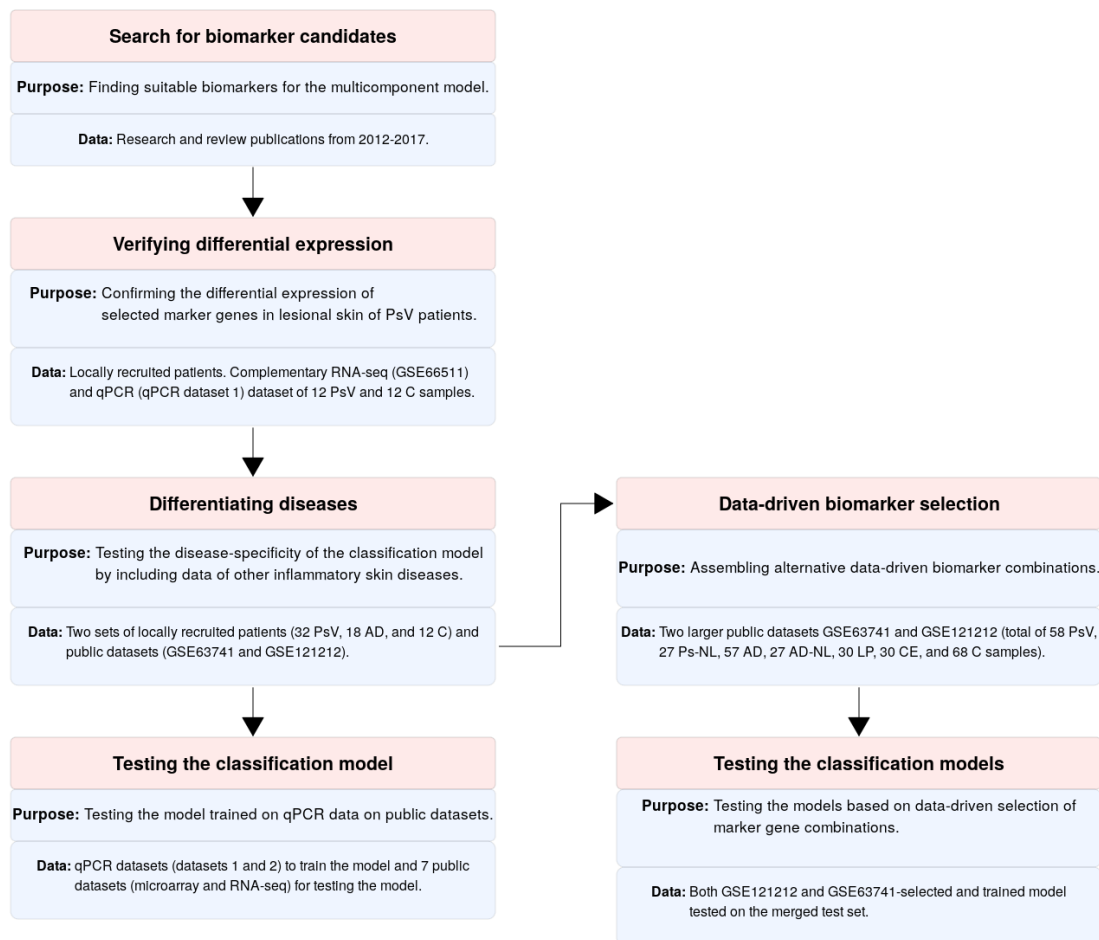 Search for biomarker candidates
Purpose: Finding suitable biomarkers for the multicomponent model.
Data: Research and review publications from 2012-2017.
Verifying differential expression
Purpose: Confirming the differential expression of
selected marker genes in lesional skin of PsV patients.
Data: Locally recruited patients. Complementary RNA-seq (GSE66511)
and qPCR (qPCR dataset 1) dataset of 12 PsV and 12 C samples.
Differentiating diseases
Purpose: Testing the disease-specificity of the classification model
by including data of other inflammatory skin diseases.
Data: Two sets of locally recruited patients (32 PsV, 18 AD, and 12 C) and
public datasets (GSE63741 and GSE121212).
Testing the classification model
Purpose: Testing the model trained on qPCR data on public datasets.
Data: qPCR datasets (datasets 1 and 2) to train the model and 7 public
datasets (microarray and RNA-seq) for testing the model.
Data-driven biomarker selection
Purpose: Assembling alternative data-driven biomarker combinations.
Data: Two larger public datasets GSE63741 and GSE121212 (total of 58 PsV,
27 Ps-NL, 57 AD, 27 AD-NL, 30 LP, 30 CE, and 68 C samples).
Testing the classification models
Purpose: Testing the models based on data-driven selection of
marker gene combinations.
Data: Both GSE121212 and GSE63741-selected and trained model
tested on the merged test set.